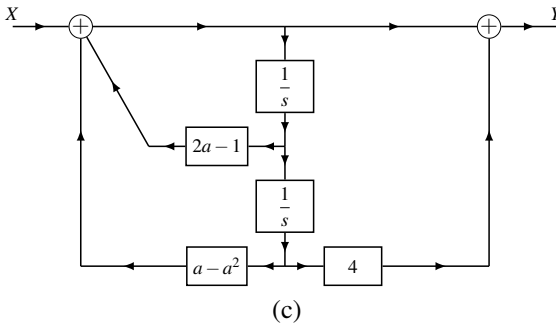 X + + Y
1/s
2a − 1
1/s
a − a² 4
(c)